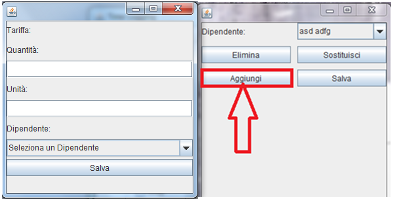 Tariffa:
Quantità:
Unità:
Dipendente:
Seleziona un Dipendente
Salva
Dipendente:
asd adfg
Elimina
Sostituisci
Aggiungi
Salva